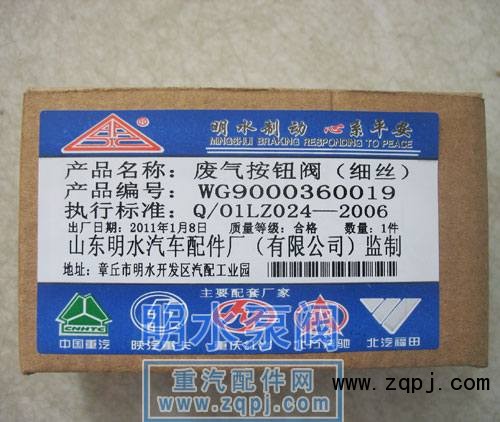 明水制动 心系平安
MINGSHUI BRAKING RESPONDING TO PEACE
产品名称：废气按钮阀（细丝）
产品编号：WG9000360019
执行标准：Q/01LZ024—2006
出厂日期：2011年1月8日 质量等级：合格 数量：1件
山东明水汽车配件厂（有限公司）监制
地址：章丘市明水开发区汽配工业园
主要配套厂家
CNHTC
中国重汽
北汽福田
明水泵阀
重汽配件网
www.zqpj.com
www.zqpj.com